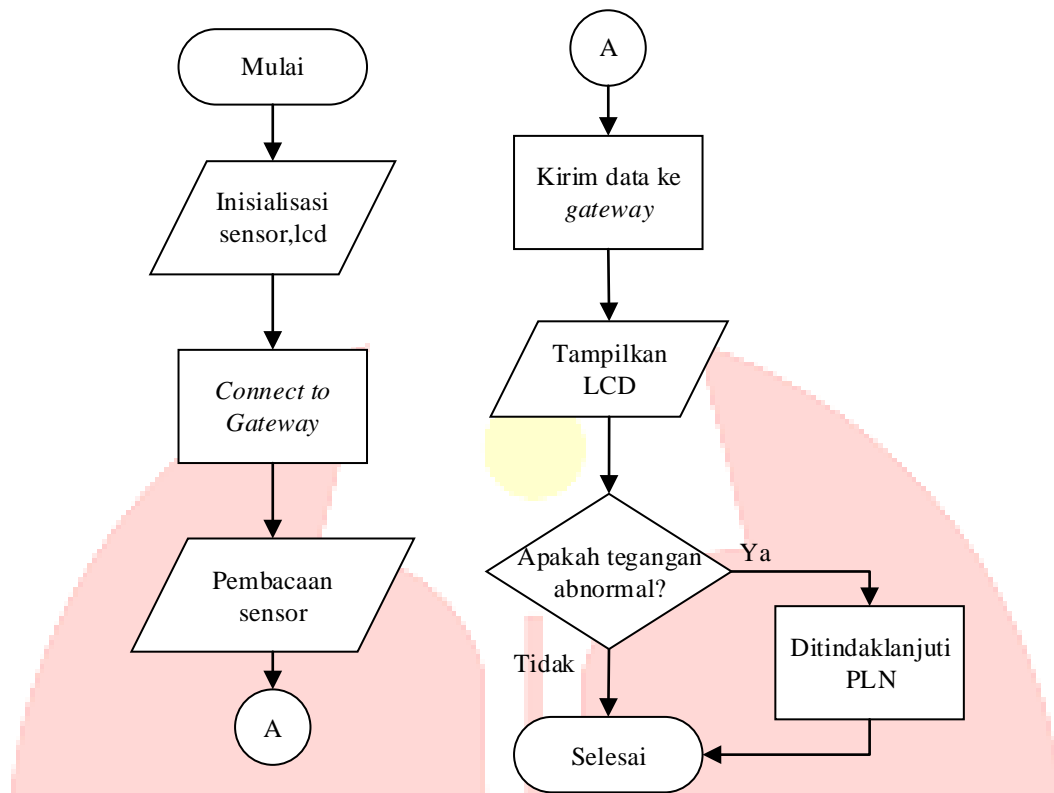 Mulai
Inisialisasi
sensor,lcd
Connect to
Gateway
Pembacaan
sensor
A
A
Kirim data ke
gateway
Tampilkan
LCD
Apakah tegangan
abnormal?
Ya
Tidak
Ditindaklanjuti
PLN
Selesai